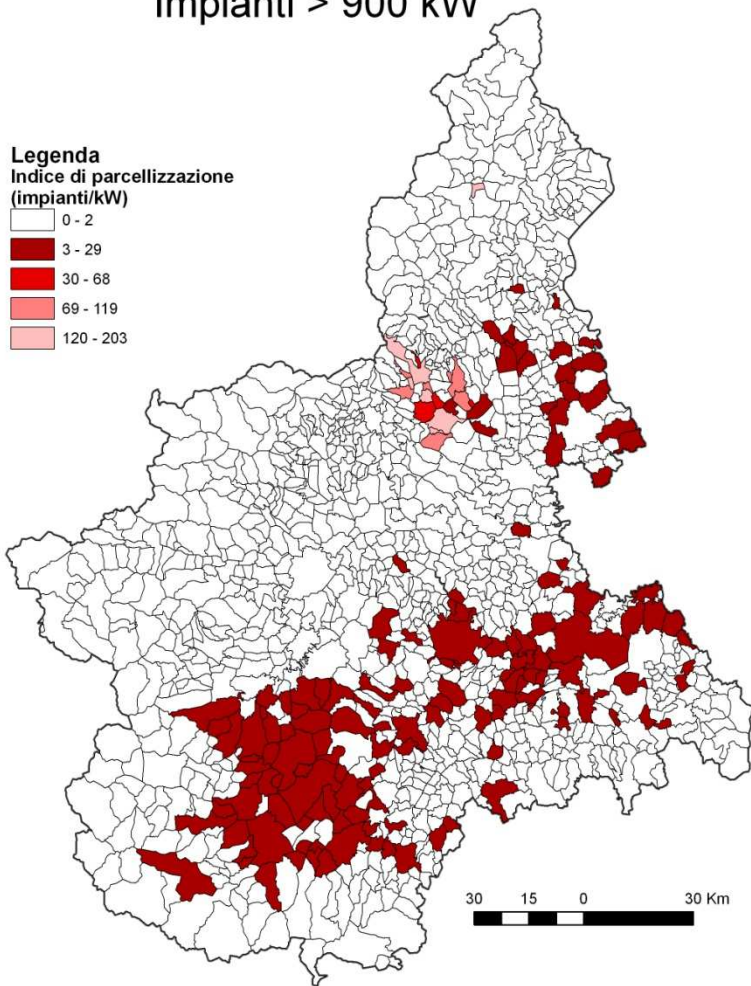 Impianti > 900 kW
Legenda
Indice di parcellizzazione
(impianti/kW)
0 - 2
3 - 29
30 - 68
69 - 119
120 - 203
30 15 0 30 Km